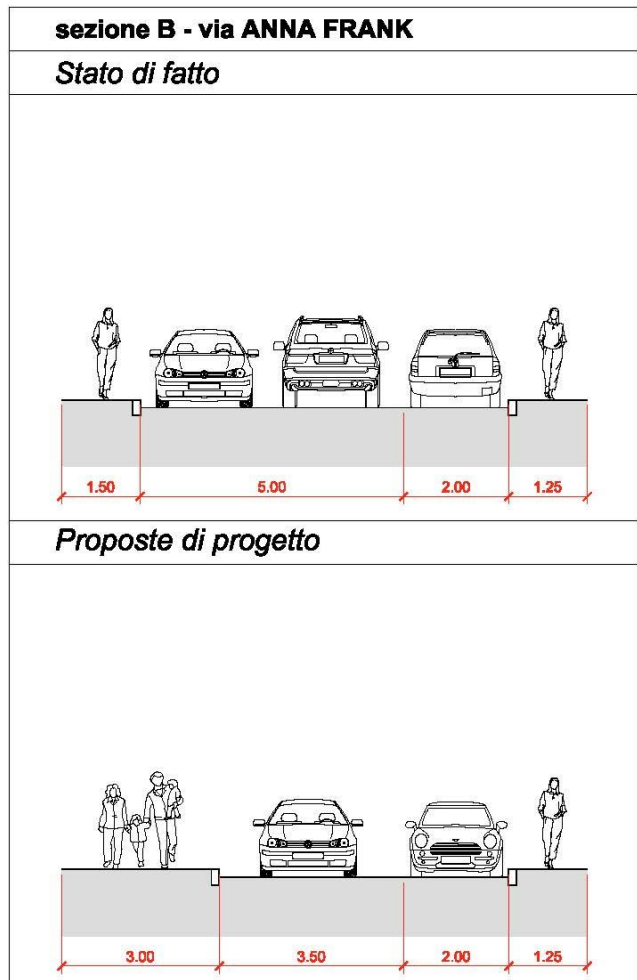 sezione B - via ANNA FRANK
Stato di fatto
1.50 5.00 2.00 1.25
Proposte di progetto
3.00 3.50 2.00 1.25